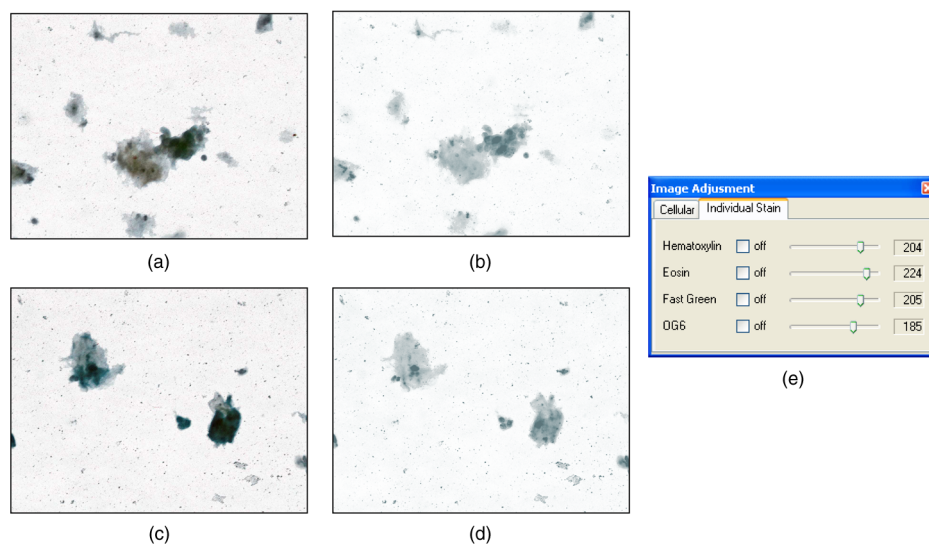 (a)
(b)
Image Adjusment
Cellular Individual Stain
Hematoxylin off 204
Eosin off 224
Fast Green off 205
OG6 off 185
(e)
(c)
(d)